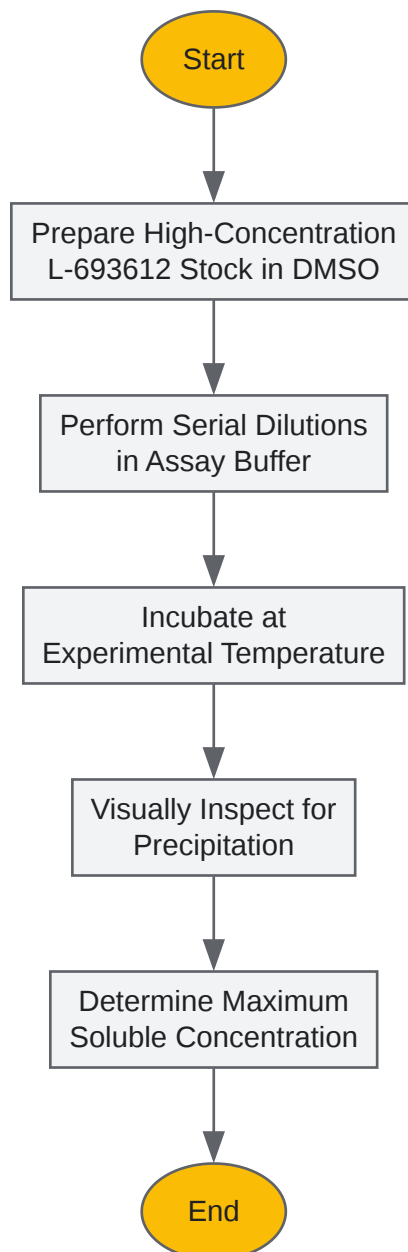 Start
Prepare High-Concentration
L-693612 Stock in DMSO
Perform Serial Dilutions
in Assay Buffer
Incubate at
Experimental Temperature
Visually Inspect for
Precipitation
Determine Maximum
Soluble Concentration
End